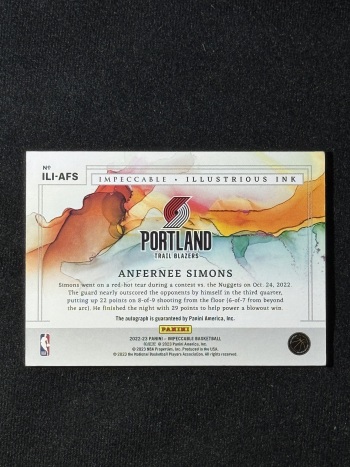 Nº
ILI-AFS
IMPECCABLE • ILLUSTRIOUS INK
PORTLAND
TRAIL BLAZERS
ANFERNEE SIMONS
Simons went on a red-hot tear during a contest vs. the Nuggets on Oct. 24, 2022.
The guard nearly outscored the opponents by himself in the third quarter,
putting up 22 points on 8-of-9 shooting from the floor (6-of-7 from beyond
the arc). He finished the night with 29 points to help power a blowout win.
The autograph is guaranteed by Panini America, Inc.
PANINI
2022-23 PANINI - IMPECCABLE BASKETBALL
© 2023 Panini America, Inc.
© 2023 NBA Properties, Inc. Produced in the USA.
© 2023 the National Basketball Players Association. All rights reserved.